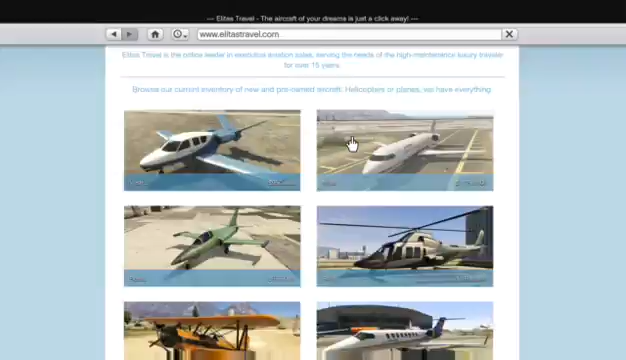 --- Elitas Travel - The aircraft of your dreams is just a click away! ---
www.elitastravel.com
Elitas Travel is the online leader in executive aviation sales, serving the needs of the high-maintenance luxury traveler
for over 15 years.
Browse our current inventory of new and pre-owned aircraft. Helicopters or planes, we have everything.